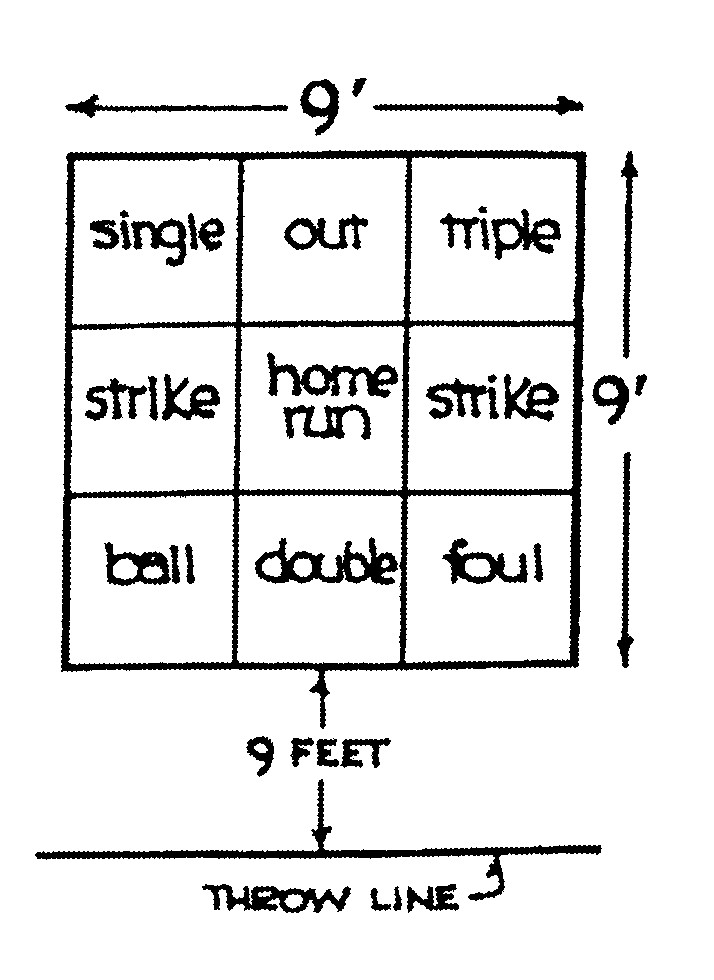 9'
single out triple
strike home run strike
9'
ball double foul
9 FEET
THROW LINE